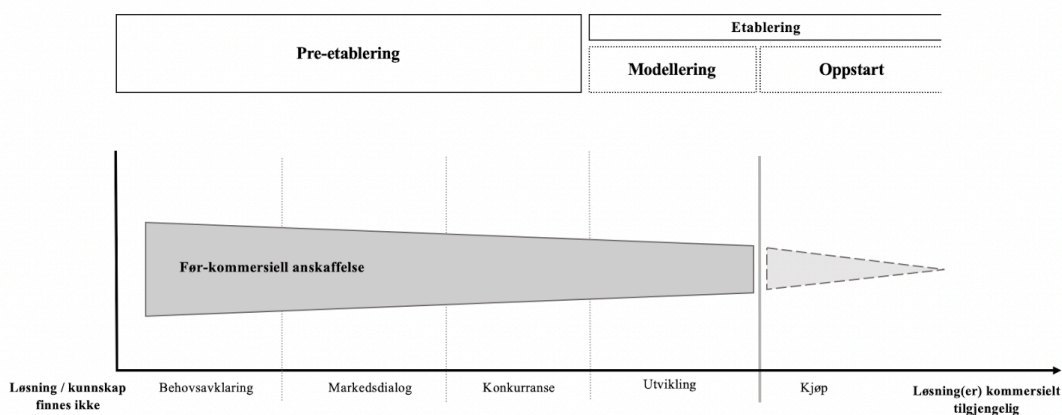 Etablering
Pre-etablering
Modellering
Oppstart
Før-kommersiell anskaffelse
Løsning / kunnskap
finnes ikke
Behovsavklaring
Markedsdialog
Konkurranse
Utvikling
Kjøp
Løsning(er) kommersielt
tilgjengelig